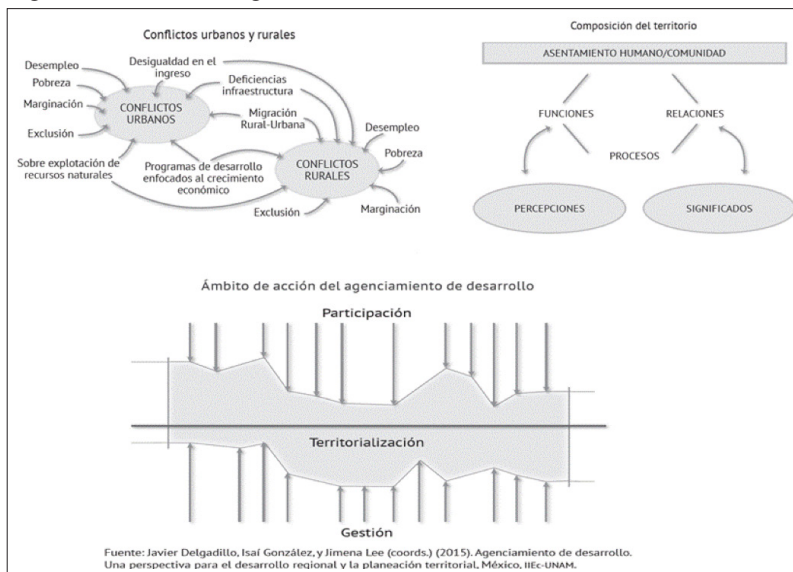 Conflictos urbanos y rurales
Desigualdad en el
ingreso
Desempleo
Deficiencias
infraestructura
Pobreza
CONFLICTOS
URBANOS
Marginación
Migración
Rural-Urbana
Exclusión
Desempleo
Sobre explotación de
recursos naturales
Programas de desarrollo
enfocados al crecimiento
económico
CONFLICTOS
RURALES
Pobreza
Exclusión
Marginación
Composición del territorio
ASENTAMIENTO HUMANO/COMUNIDAD
FUNCIONES
RELACIONES
PROCESOS
PERCEPCIONES
SIGNIFICADOS
Ámbito de acción del agenciamiento de desarrollo
Participación
Territorialización
Gestión
Fuente: Javier Delgadillo, Isaí González, y Jimena Lee (coords.) (2015). Agenciamiento de desarrollo.
Una perspectiva para el desarrollo regional y la planeación territorial, México, IIEc-UNAM.